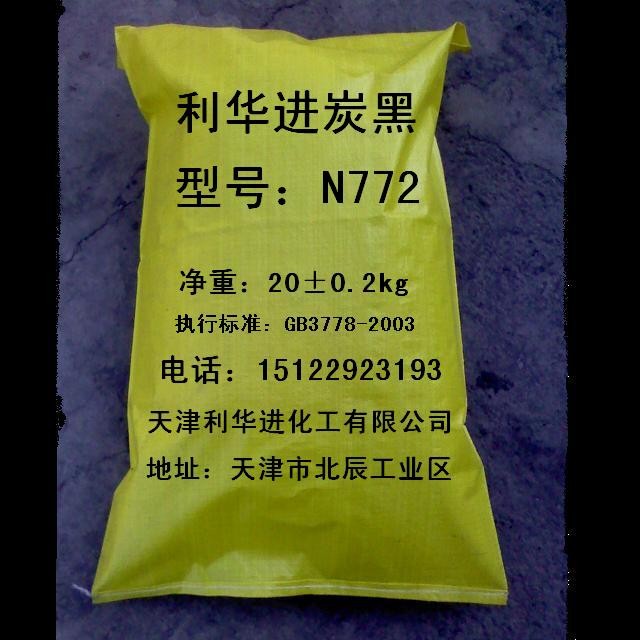 利华进炭黑
型号：N772
净重：20±0.2kg
执行标准：GB3778-2003
电话：15122923193
天津利华进化工有限公司
地址：天津市北辰工业区